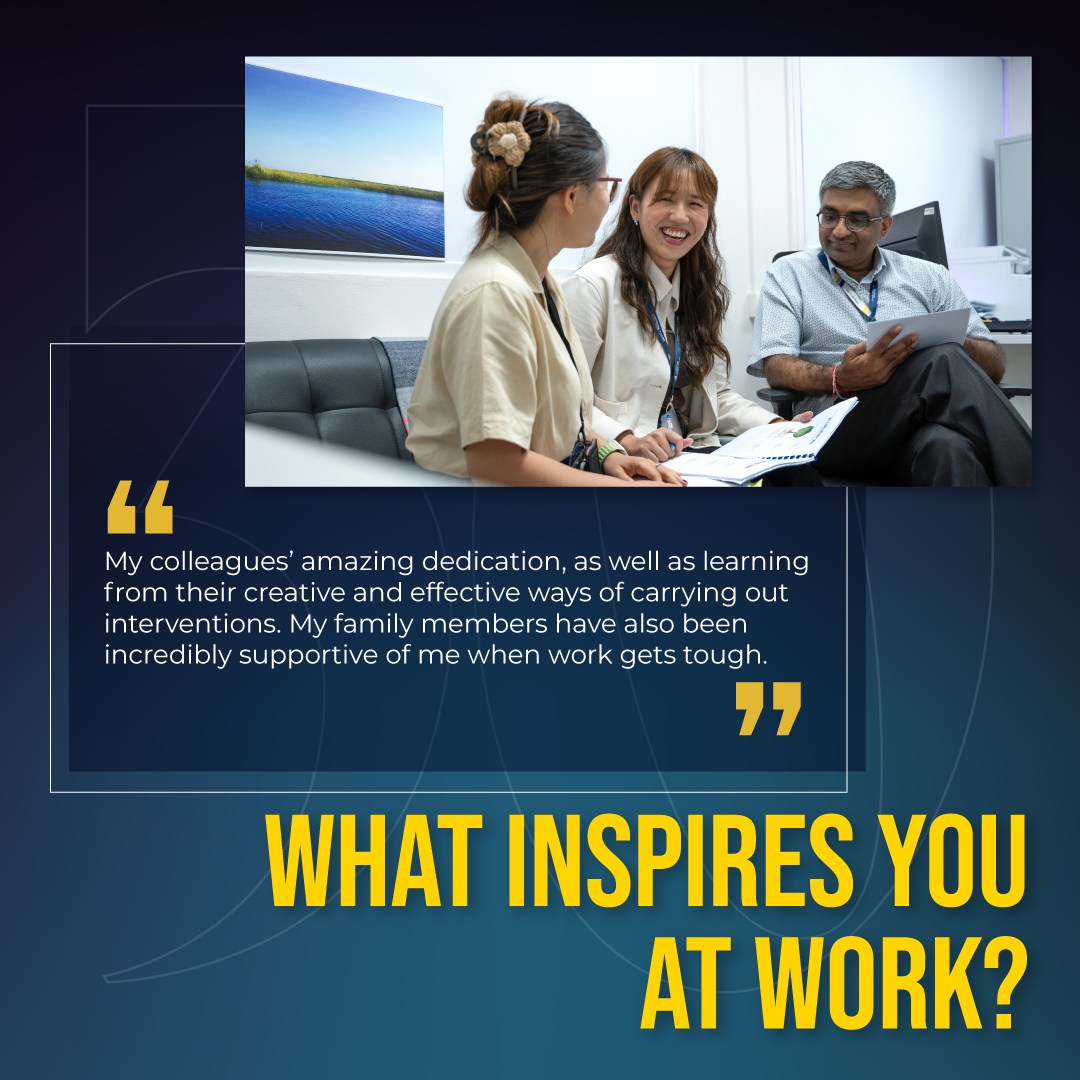 “
My colleagues’ amazing dedication, as well as learning
from their creative and effective ways of carrying out
interventions. My family members have also been
incredibly supportive of me when work gets tough.
”
WHAT INSPIRES YOU
AT WORK?